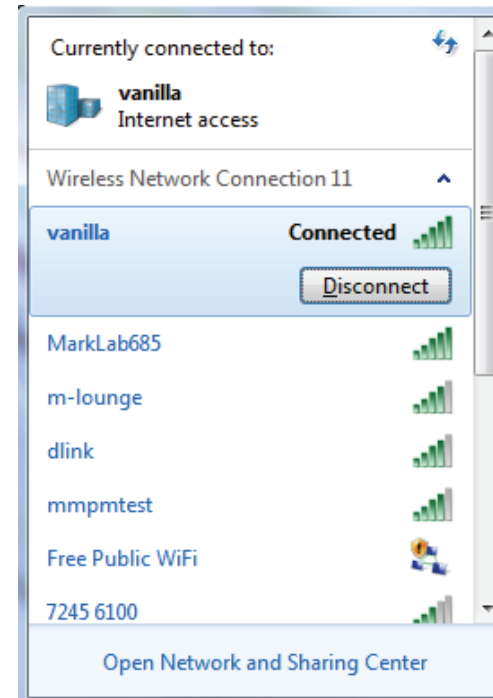 Currently connected to:
vanilla
Internet access
Wireless Network Connection 11
vanilla Connected
Disconnect
MarkLab685
m-lounge
dlink
mmpmtest
Free Public WiFi
7245 6100
Open Network and Sharing Center